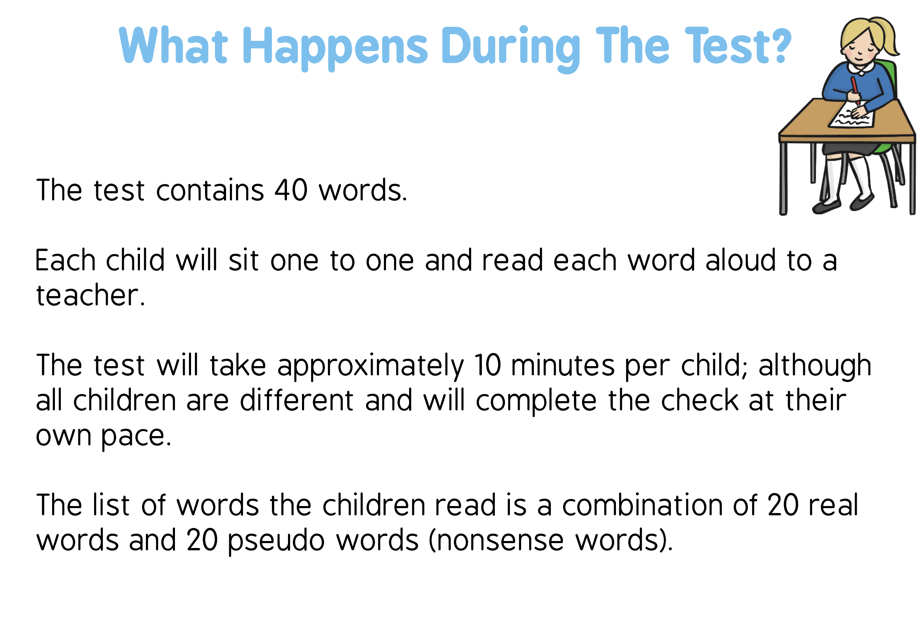 What Happens During The Test?
The test contains 40 words.
Each child will sit one to one and read each word aloud to a
teacher.
The test will take approximately 10 minutes per child; although
all children are different and will complete the check at their
own pace.
The list of words the children read is a combination of 20 real
words and 20 pseudo words (nonsense words).